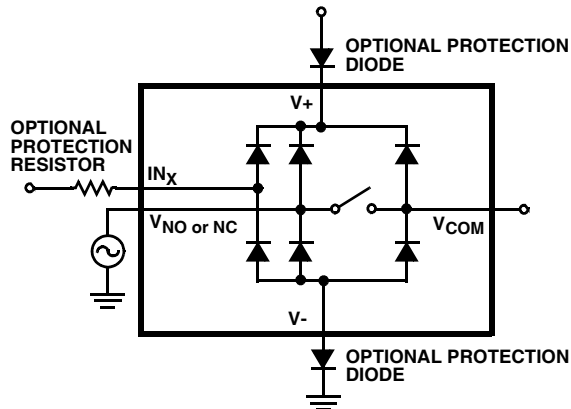 OPTIONAL PROTECTION
DIODE
V+
OPTIONAL
PROTECTION
RESISTOR
INX
VNO or NC
VCOM
V-
OPTIONAL PROTECTION
DIODE